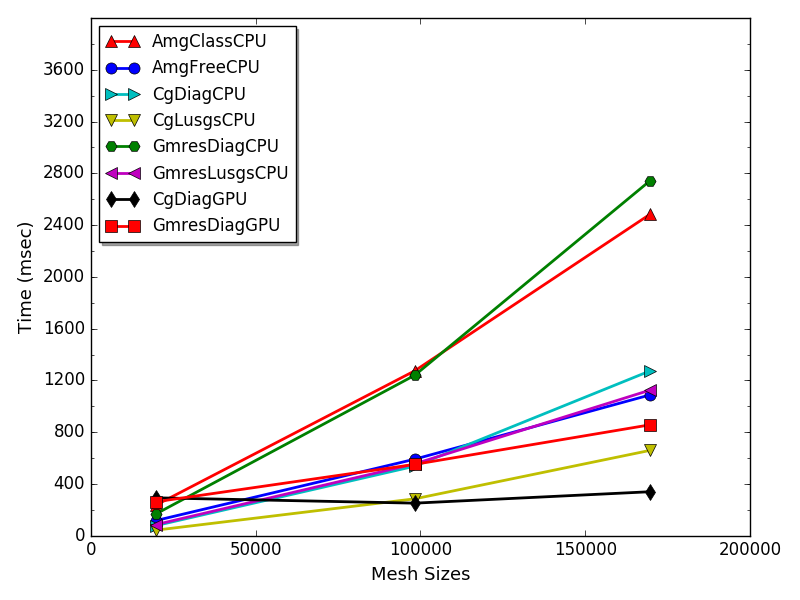 AmgClassCPU
AmgFreeCPU
CgDiagCPU
CgLusgsCPU
GmresDiagCPU
GmresLusgsCPU
CgDiagGPU
GmresDiagGPU
3600
3200
2800
2400
2000
1600
1200
800
400
0
Time (msec)
0 50000 100000 150000 200000
Mesh Sizes